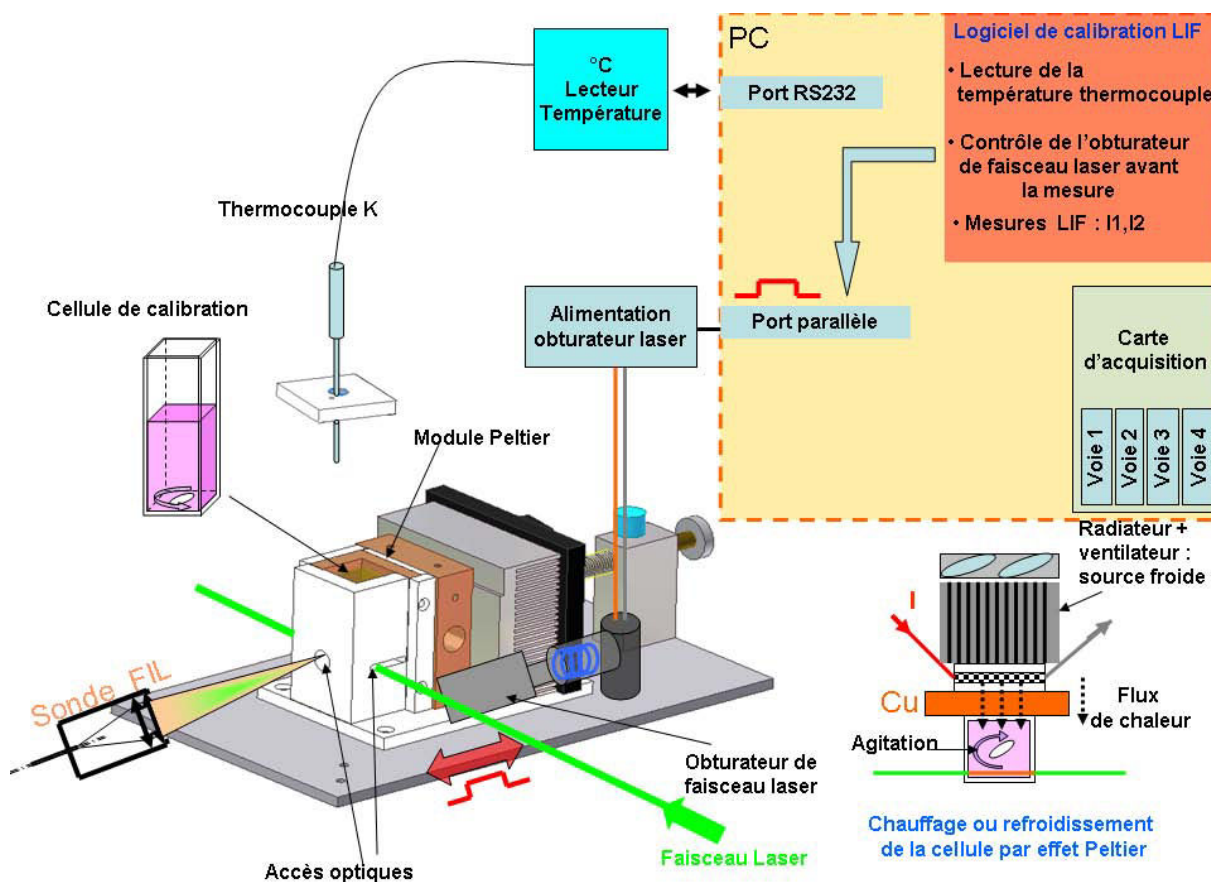 PC
Logiciel de calibration LIF
• Lecture de la
température thermocouple
• Contrôle de l'obturateur
de faisceau laser avant
la mesure
• Mesures LIF : I1,I2
°C
Lecteur
Température
Port RS232
Thermocouple K
Cellule de calibration
Alimentation
obturateur laser
Port parallèle
Carte
d'acquisition
Voie 1
Voie 2
Voie 3
Voie 4
Module Peltier
Radiateur +
ventilateur :
source froide
I
Cu
Flux
de chaleur
Agitation
Sonde FIL
Obturateur de
faisceau laser
Accès optiques
Faisceau Laser
Chauffage ou refroidissement
de la cellule par effet Peltier